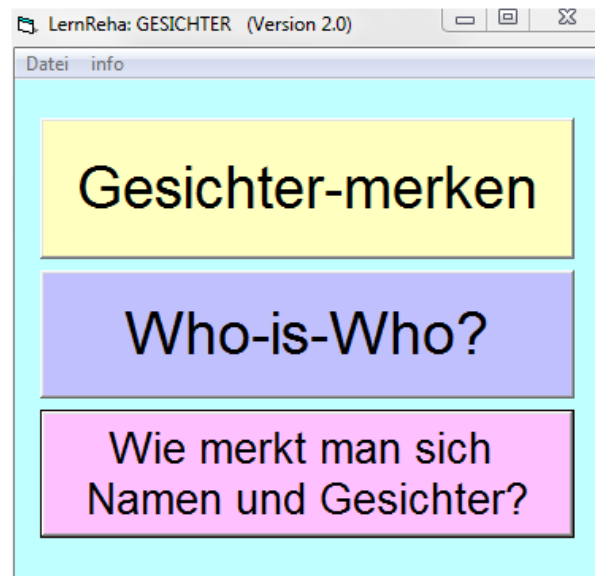 LernReha: GESICHTER (Version 2.0)
Datei info
Gesichter-merken
Who-is-Who?
Wie merkt man sich
Namen und Gesichter?